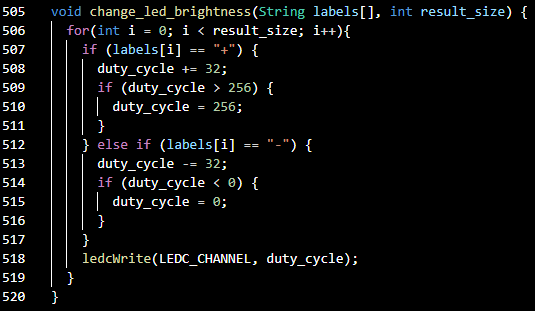 505 void change_led_brightness(String labels[], int result_size) {
506   for(int i = 0; i < result_size; i++){
507     if (labels[i] == "+") {
508       duty_cycle += 32;
509       if (duty_cycle > 256) {
510         duty_cycle = 256;
511       }
512     } else if (labels[i] == "-") {
513       duty_cycle -= 32;
514       if (duty_cycle < 0) {
515         duty_cycle = 0;
516       }
517     }
518     ledcWrite(LEDC_CHANNEL, duty_cycle);
519   }
520 }